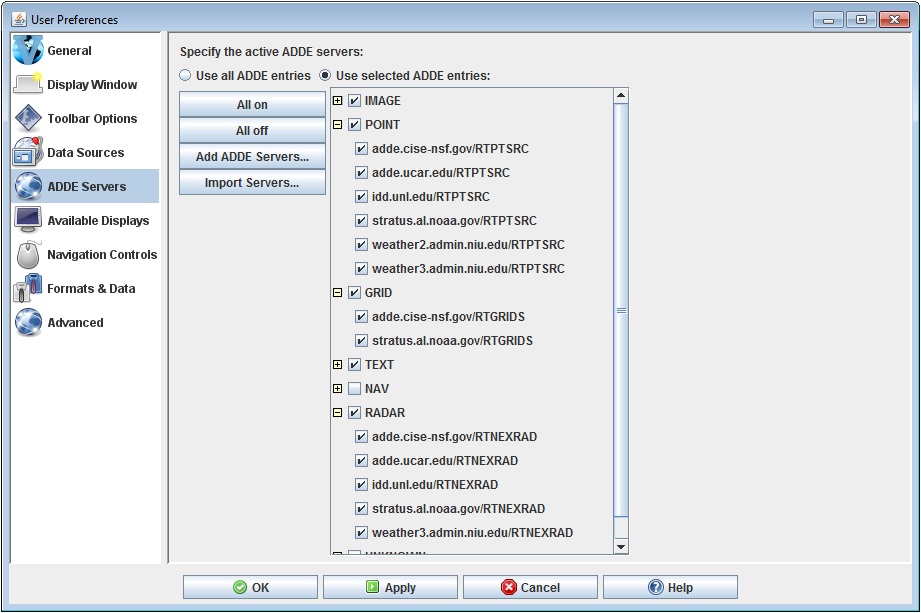 User Preferences
General
Display Window
Toolbar Options
Data Sources
ADDE Servers
Available Displays
Navigation Controls
Formats & Data
Advanced
Specify the active ADDE servers:
Use all ADDE entries
Use selected ADDE entries:
All on
All off
Add ADDE Servers...
Import Servers...
IMAGE
POINT
adde.cise-nsf.gov/RTPTSRC
adde.ucar.edu/RTPTSRC
idd.unl.edu/RTPTSRC
stratus.al.noaa.gov/RTPTSRC
weather2.admin.niu.edu/RTPTSRC
weather3.admin.niu.edu/RTPTSRC
GRID
adde.cise-nsf.gov/RTGRIDS
stratus.al.noaa.gov/RTGRIDS
TEXT
NAV
RADAR
adde.cise-nsf.gov/RTNEXRAD
adde.ucar.edu/RTNEXRAD
idd.unl.edu/RTNEXRAD
stratus.al.noaa.gov/RTNEXRAD
weather3.admin.niu.edu/RTNEXRAD
UNKNOWN
OK
Apply
Cancel
Help